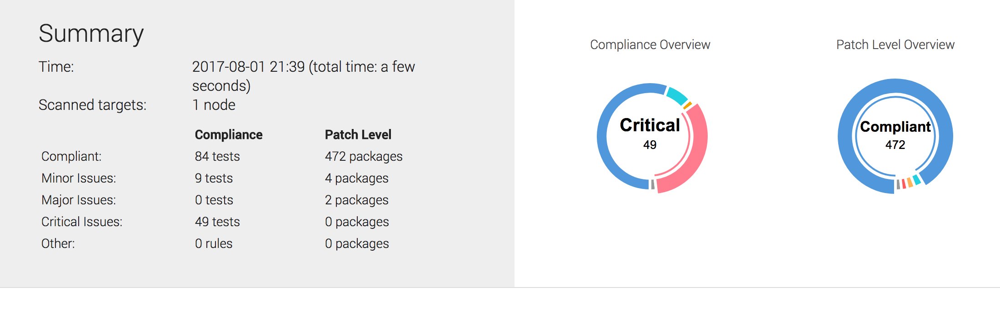 Summary
Time: 2017-08-01 21:39 (total time: a few
seconds)
Scanned targets: 1 node
Compliance Patch Level
Compliant: 84 tests 472 packages
Minor Issues: 9 tests 4 packages
Major Issues: 0 tests 2 packages
Critical Issues: 49 tests 0 packages
Other: 0 rules 0 packages
Compliance Overview
Critical
49
Patch Level Overview
Compliant
472